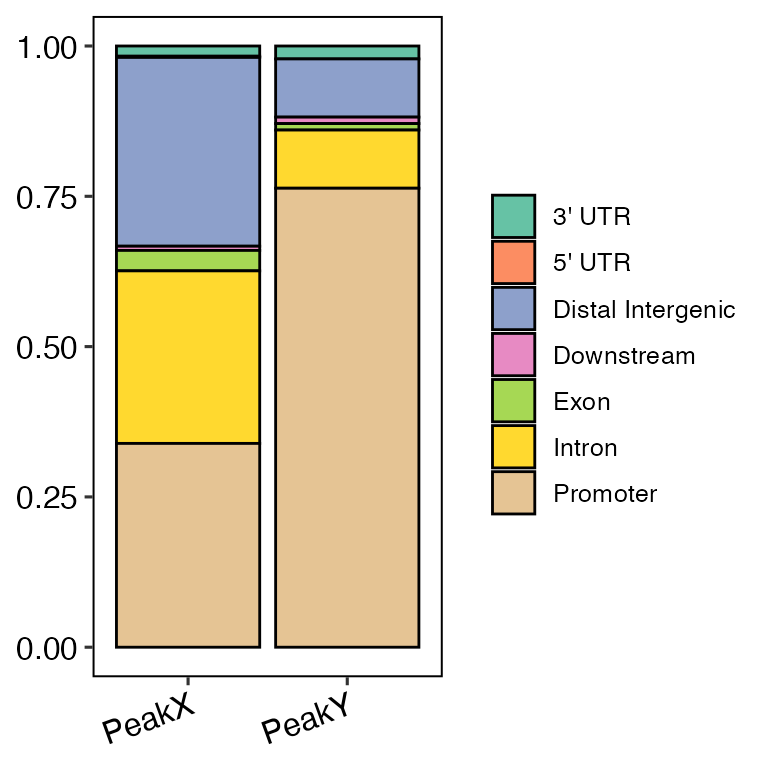 1.00
0.75
0.50
0.25
0.00
PeakX
PeakY
3' UTR
5' UTR
Distal Intergenic
Downstream
Exon
Intron
Promoter